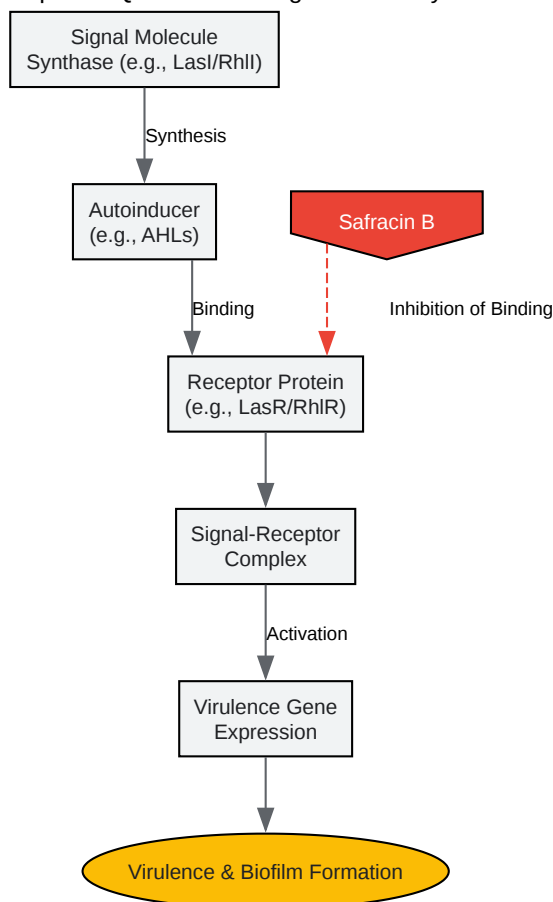 Signal Molecule
Synthase (e.g., LasI/RhlI)
Synthesis
Autoinducer
(e.g., AHLs)
Safracin B
Binding
Inhibition of Binding
Receptor Protein
(e.g., LasR/RhlR)
Signal-Receptor
Complex
Activation
Virulence Gene
Expression
Virulence & Biofilm Formation